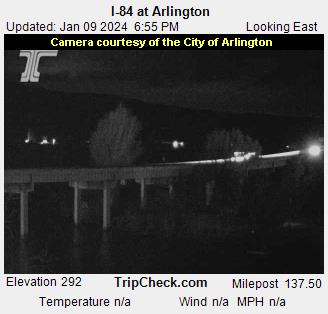 I-84 at Arlington
Updated: Jan 09 2024 6:55 PM Looking East
Camera courtesy of the City of Arlington
Elevation 292 TripCheck.com Milepost 137.50
Temperature n/a Wind n/a MPH n/a